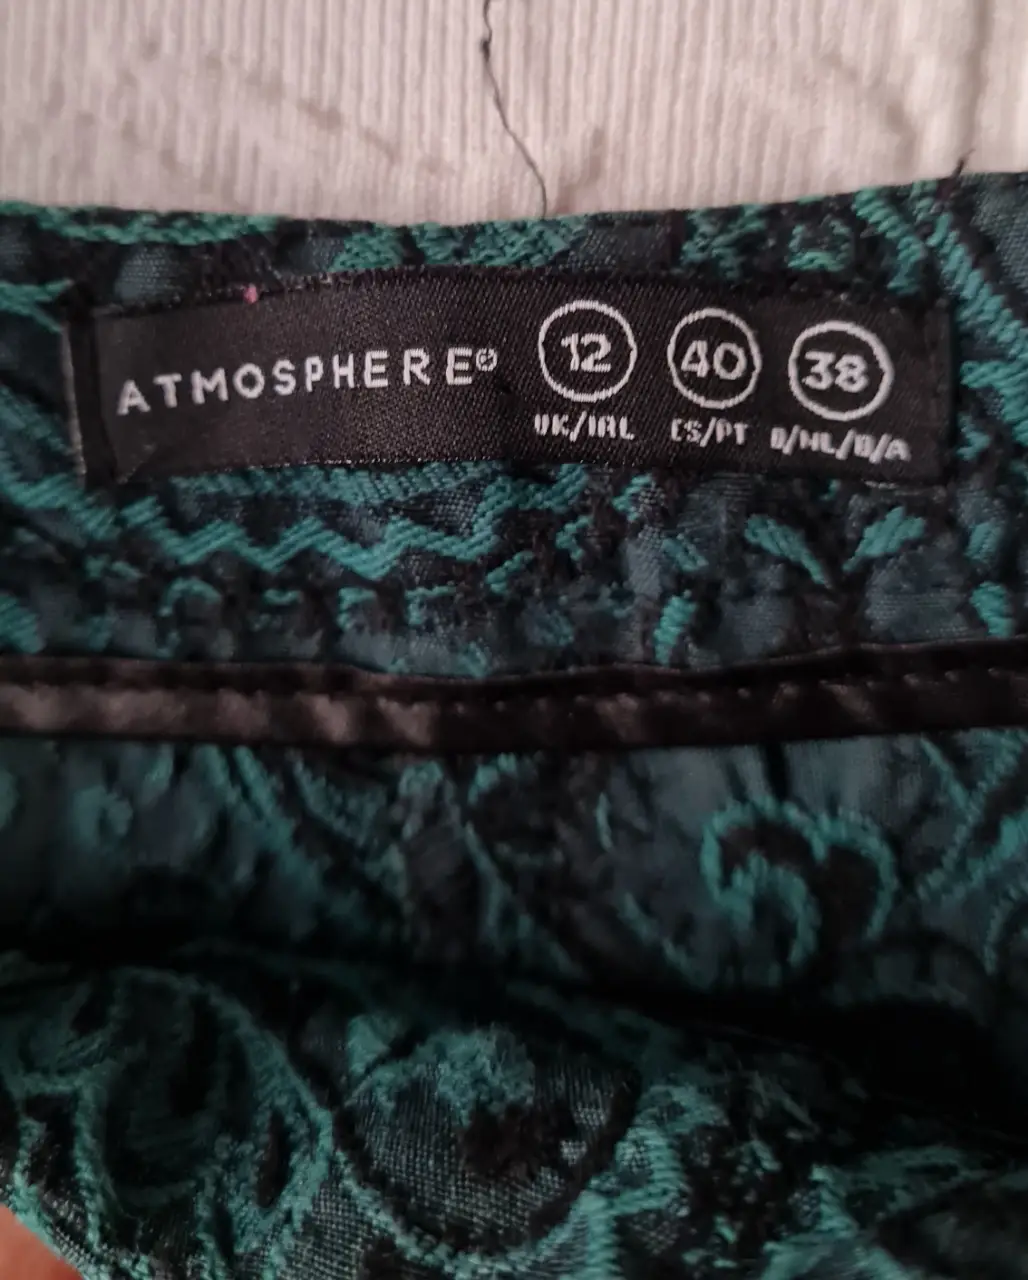 ATMOSPHERE® 12 40 38
UK/IRL ES/PT D/NL/B/A